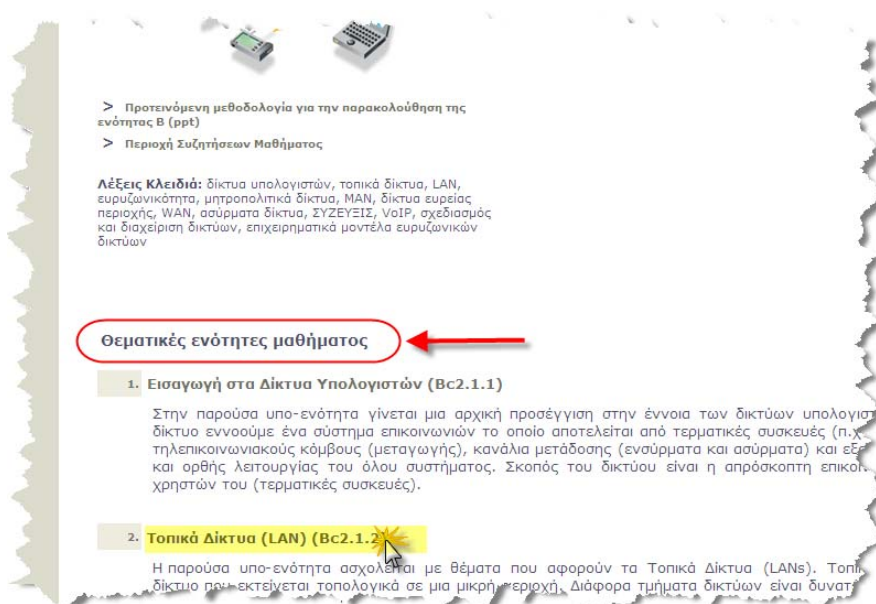 > Προτεινόμενη μεθοδολογία για την παρακολούθηση της
ενότητας Β (ppt)
> Περιοχή Συζητήσεων Μαθήματος
Λέξεις Κλειδιά: δίκτυα υπολογιστών, τοπικά δίκτυα, LAN,
ευρυζωνικότητα, μητροπολιτικά δίκτυα, MAN, δίκτυα ευρείας
περιοχής, WAN, ασύρματα δίκτυα, ΣΥΖΕΥΞΙΣ, VoIP, σχεδιασμός
και διαχείριση δικτύων, επιχειρηματικά μοντέλα ευρυζωνικών
δικτύων
Θεματικές ενότητες μαθήματος
1. Εισαγωγή στα Δίκτυα Υπολογιστών (Bc2.1.1)
Στην παρούσα υπο-ενότητα γίνεται μια αρχική προσέγγιση στην έννοια των δικτύων
δίκτυο εννοούμε ένα σύστημα επικοινωνιών το οποίο αποτελείται από τερματικές συσκευές (π.χ.
τηλεπικοινωνιακούς κόμβους (μεταγωγής), κανάλια μετάδοσης (ενσύρματα και ασύρματα) και
και ορθής λειτουργίας του όλου συστήματος. Σκοπός του δικτύου είναι η απρόσκοπτη
χρηστών του (τερματικές συσκευές).
2. Τοπικά Δίκτυα (LAN) (Bc2.1.2)
Η παρούσα υπο-ενότητα ασχολείται με θέματα που αφορούν τα Τοπικά Δίκτυα (LANs).
δίκτυο που εκτείνεται τοπολογικά σε μια μικρή περιοχή. Διάφορα τμήματα δικτύων είναι